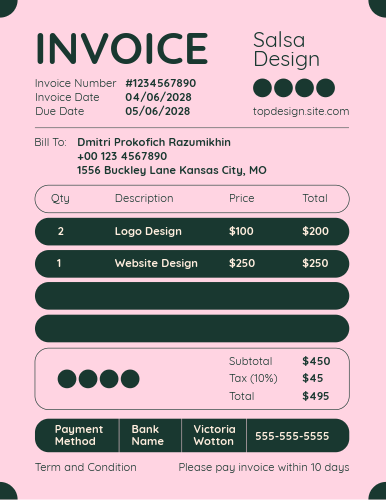 INVOICE
Salsa
Design
Invoice Number #1234567890
Invoice Date 04/06/2028
Due Date 05/06/2028
topdesign.site.com
Bill To: Dmitri Prokofich Razumikhin
+00 123 4567890
1556 Buckley Lane Kansas City, MO
Qty Description Price Total
2 Logo Design $100 $200
1 Website Design $250 $250
Subtotal $450
Tax (10%) $45
Total $495
Payment Method
Bank Name
Victoria Wotton
555-555-5555
Term and Condition Please pay invoice within 10 days